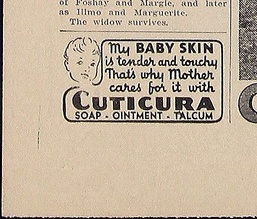 of Foshay and Margie, and later
as Illmo and Marguerite.
The widow survives.
My BABY SKIN
is tender and touchy
That's why Mother
cares for it with
CUTICURA
SOAP - OINTMENT - TALCUM